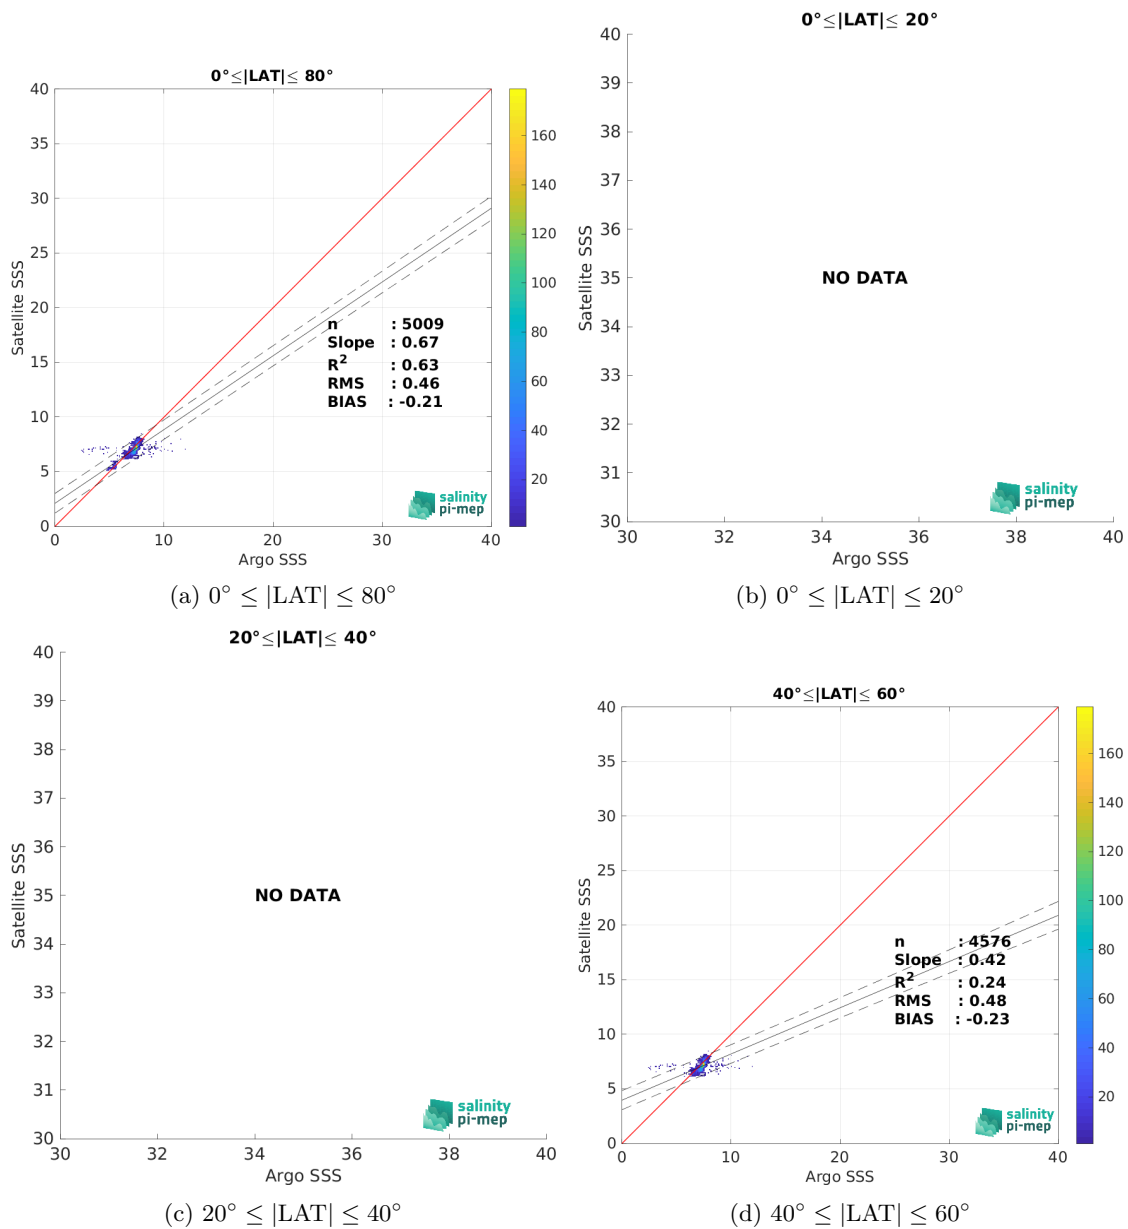 0°≤|LAT|≤ 80°
40
35
30
25
20
15
10
5
0
0
10
20
30
40
Satellite SSS
Argo SSS
n : 5009
Slope : 0.67
R² : 0.63
RMS : 0.46
BIAS : -0.21
salinity
pi-mep
160
140
120
100
80
60
40
20
(a) 0° ≤ |LAT| ≤ 80°
0°≤|LAT|≤ 20°
40
39
38
37
36
35
34
33
32
31
30
30
32
34
36
38
40
Satellite SSS
Argo SSS
NO DATA
salinity
pi-mep
(b) 0° ≤ |LAT| ≤ 20°
20°≤|LAT|≤ 40°
40
39
38
37
36
35
34
33
32
31
30
30
32
34
36
38
40
Satellite SSS
Argo SSS
NO DATA
salinity
pi-mep
(c) 20° ≤ |LAT| ≤ 40°
40°≤|LAT|≤ 60°
40
35
30
25
20
15
10
5
0
0
10
20
30
40
Satellite SSS
Argo SSS
n : 4576
Slope : 0.42
R² : 0.24
RMS : 0.48
BIAS : -0.23
salinity
pi-mep
160
140
120
100
80
60
40
20
(d) 40° ≤ |LAT| ≤ 60°